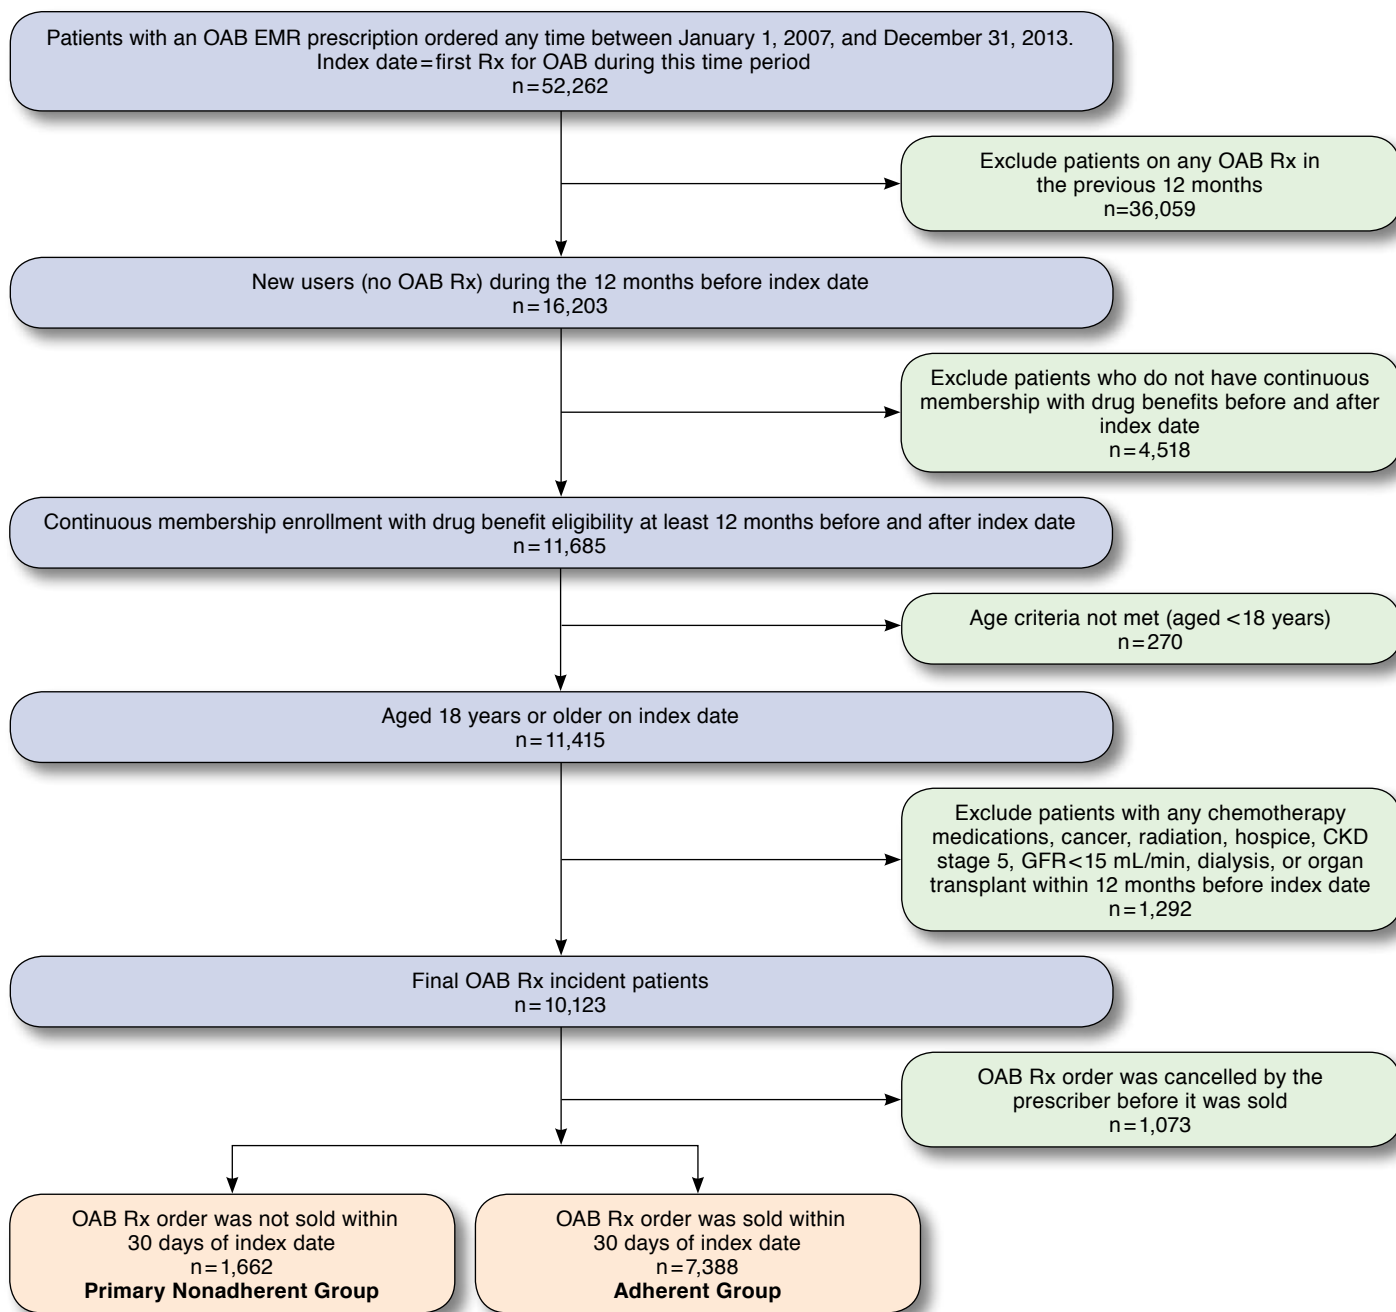 Patients with an OAB EMR prescription ordered any time between January 1, 2007, and December 31, 2013.
Index date=first Rx for OAB during this time period
n=52,262
Exclude patients on any OAB Rx in
the previous 12 months
n=36,059
New users (no OAB Rx) during the 12 months before index date
n=16,203
Exclude patients who do not have continuous
membership with drug benefits before and after
index date
n=4,518
Continuous membership enrollment with drug benefit eligibility at least 12 months before and after index date
n=11,685
Age criteria not met (aged <18 years)
n=270
Aged 18 years or older on index date
n=11,415
Exclude patients with any chemotherapy
medications, cancer, radiation, hospice, CKD
stage 5, GFR<15 mL/min, dialysis, or organ
transplant within 12 months before index date
n=1,292
Final OAB Rx incident patients
n=10,123
OAB Rx order was cancelled by the
prescriber before it was sold
n=1,073
OAB Rx order was not sold within
30 days of index date
n=1,662
Primary Nonadherent Group
OAB Rx order was sold within
30 days of index date
n=7,388
Adherent Group